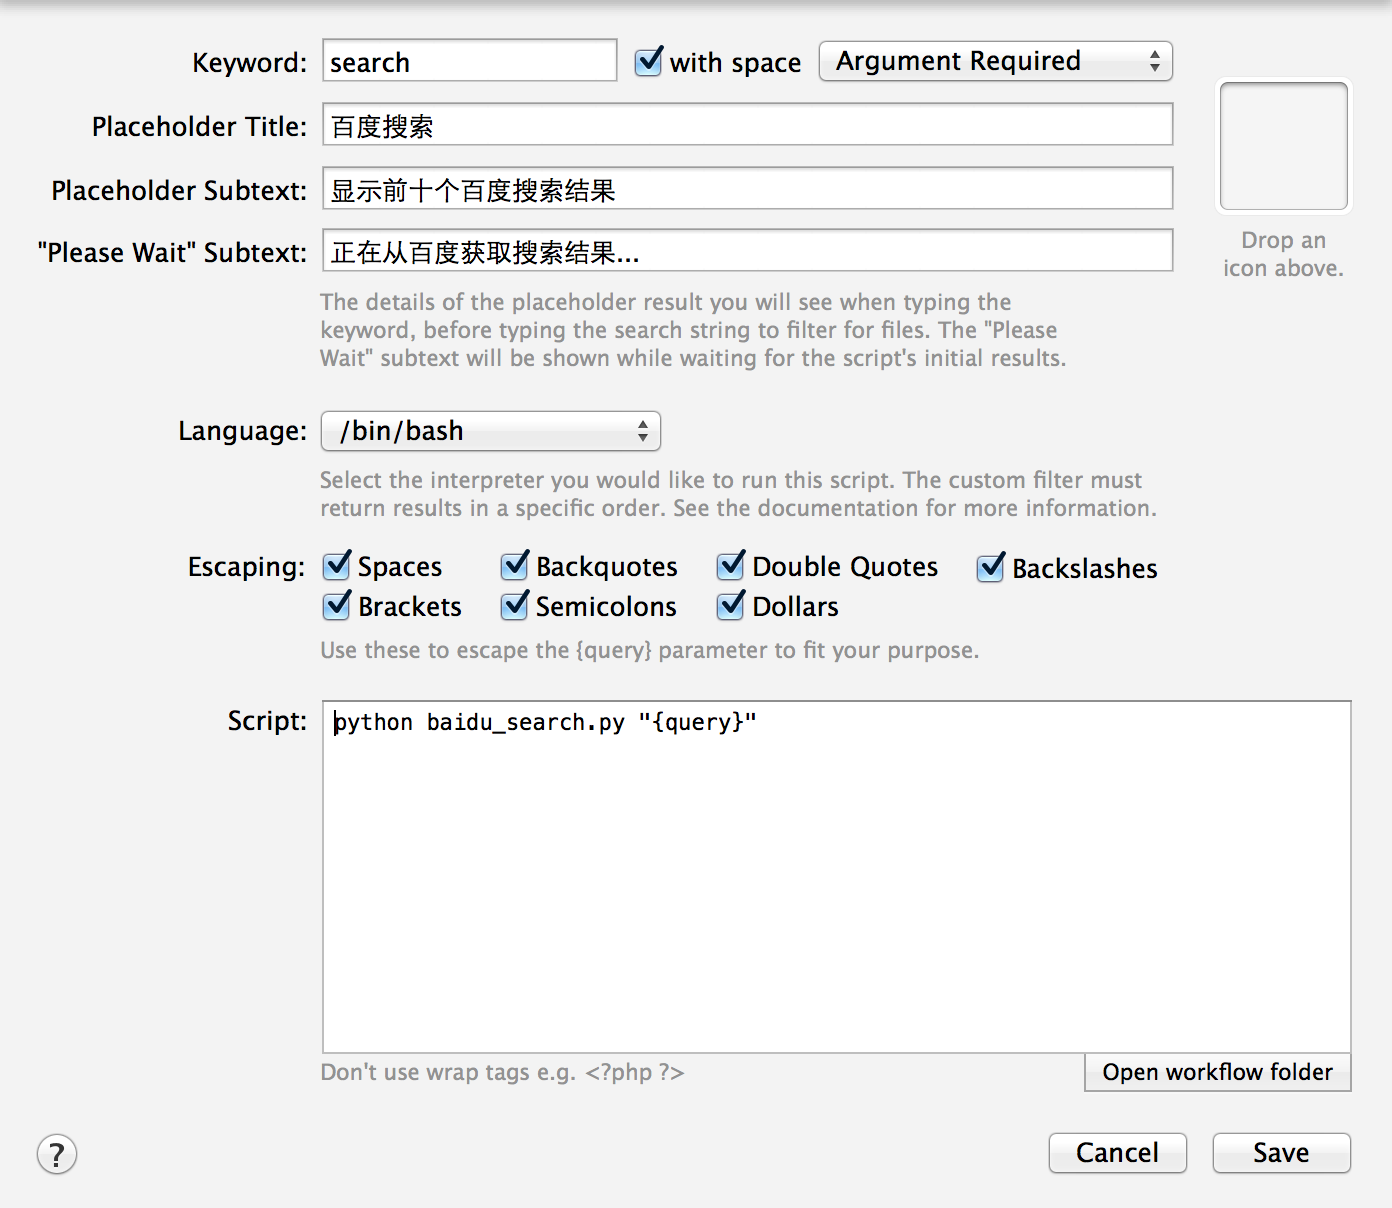 Keyword: search with space Argument Required
Placeholder Title: 百度搜索
Placeholder Subtext: 显示前十个百度搜索结果
"Please Wait" Subtext: 正在从百度获取搜索结果...
Drop an
icon above.
The details of the placeholder result you will see when typing the
keyword, before typing the search string to filter for files. The "Please
Wait" subtext will be shown while waiting for the script's initial results.
Language: /bin/bash
Select the interpreter you would like to run this script. The custom filter must
return results in a specific order. See the documentation for more information.
Escaping: Spaces Backquotes Double Quotes Backslashes
Brackets Semicolons Dollars
Use these to escape the {query} parameter to fit your purpose.
Script: python baidu_search.py "{query}"
Don't use wrap tags e.g. <?php ?> Open workflow folder
? Cancel Save